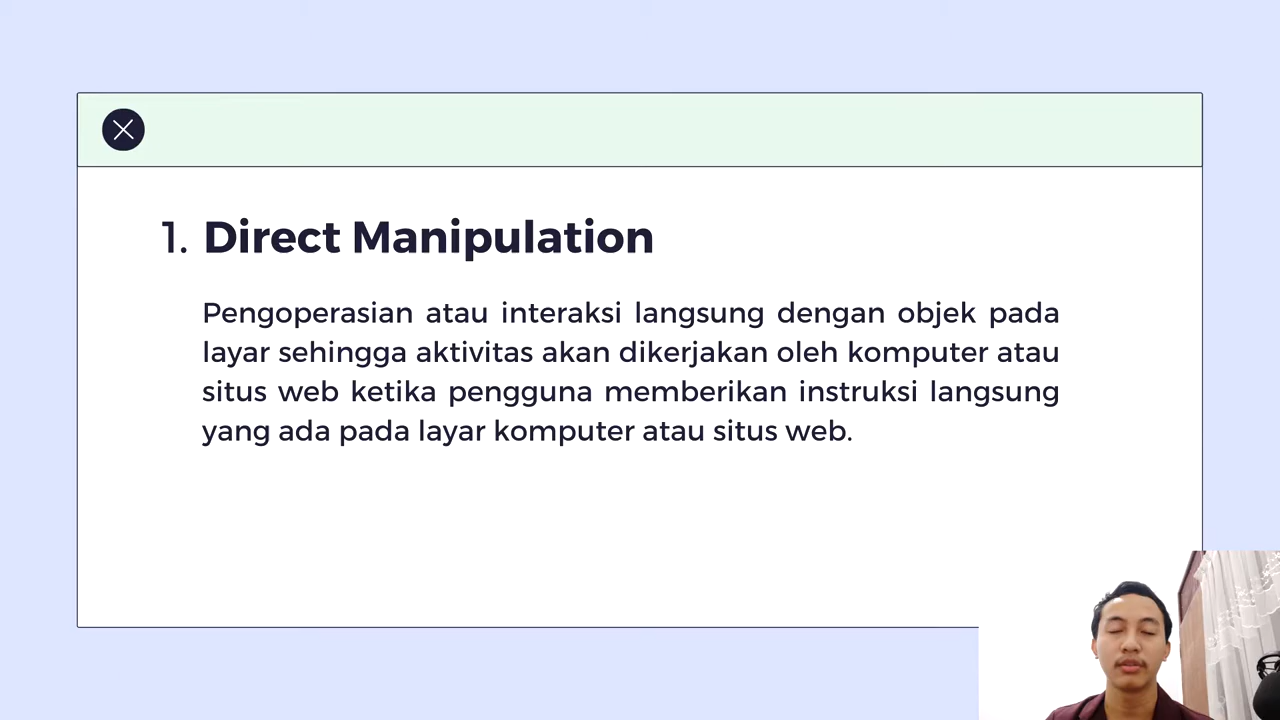 1. Direct Manipulation
Pengoperasian atau interaksi langsung dengan objek pada
layar sehingga aktivitas akan dikerjakan oleh komputer atau
situs web ketika pengguna memberikan instruksi langsung
yang ada pada layar komputer atau situs web.